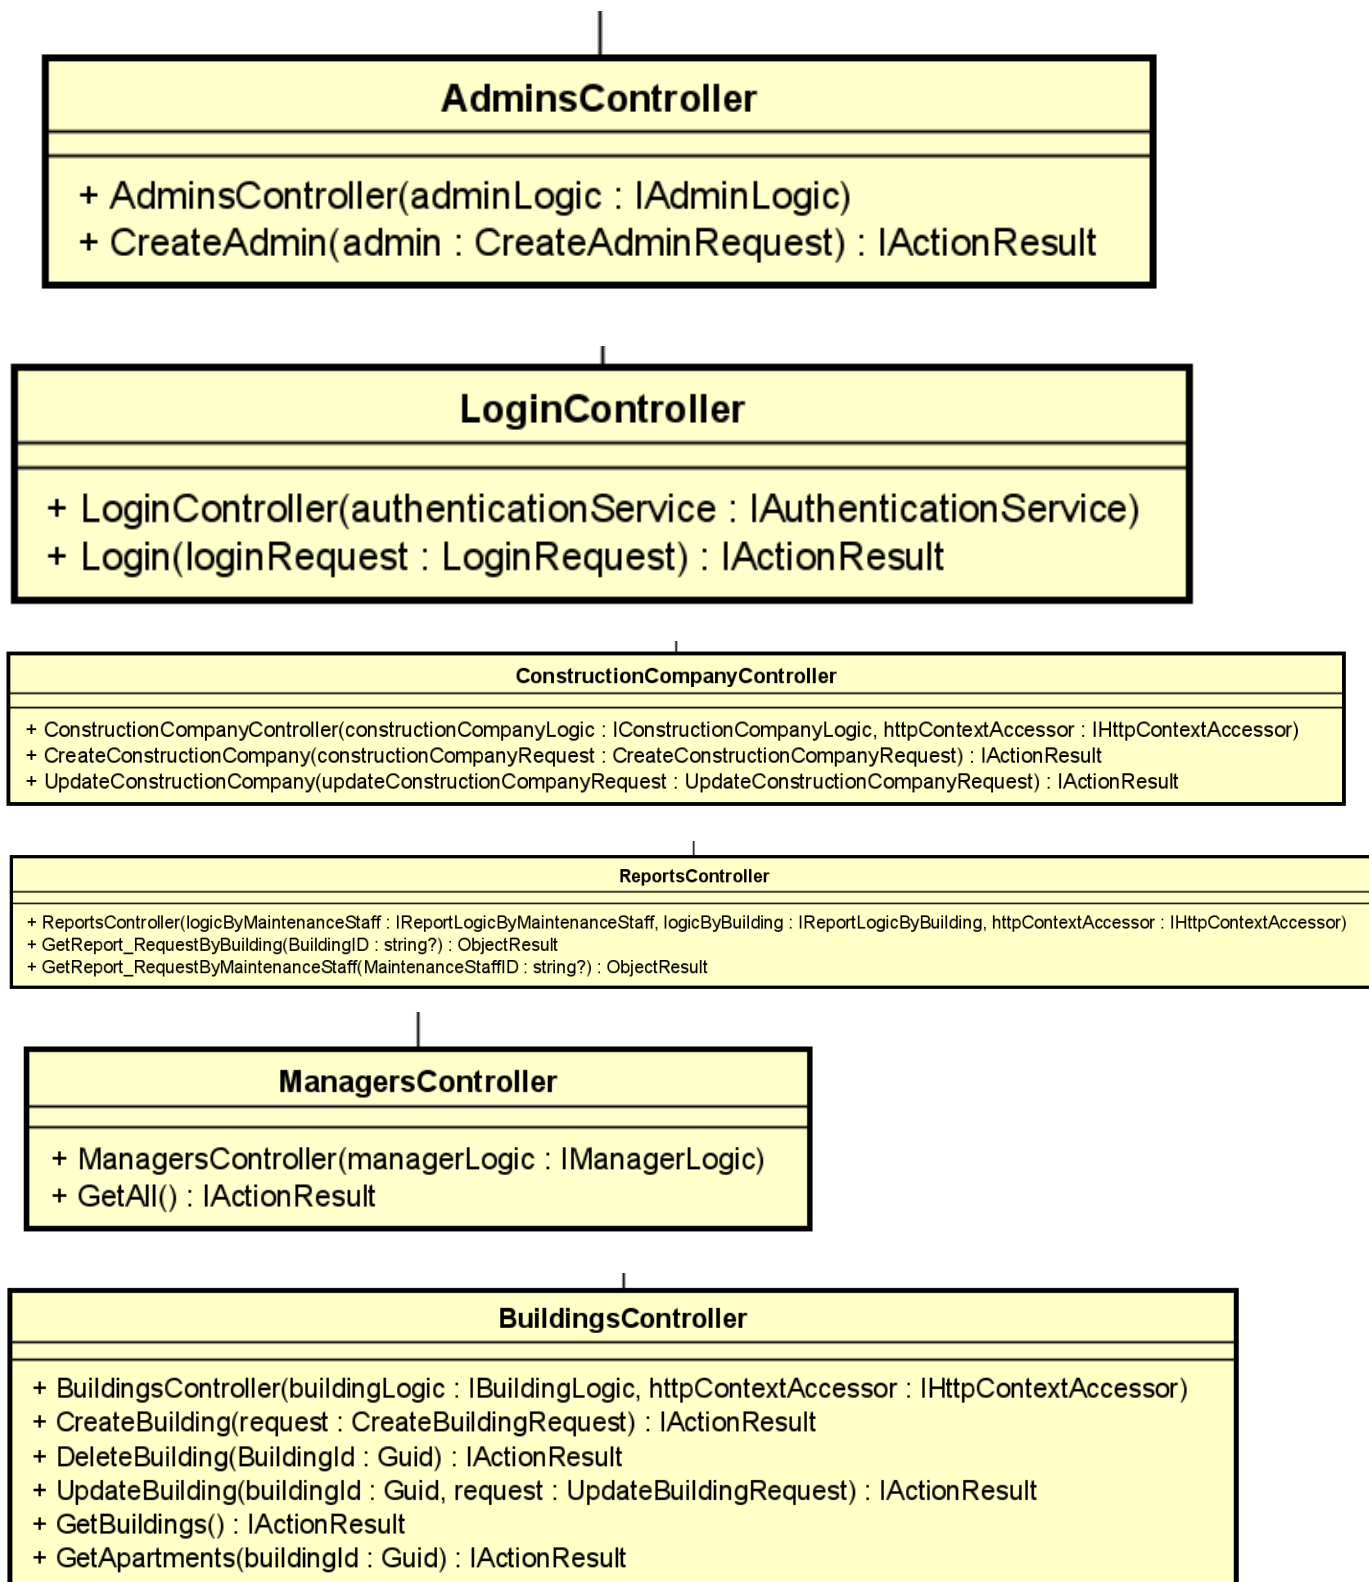 AdminsController
+ AdminsController(adminLogic : IAdminLogic)
+ CreateAdmin(admin : CreateAdminRequest) : IActionResult
LoginController
+ LoginController(authenticationService : IAuthenticationService)
+ Login(loginRequest : LoginRequest) : IActionResult
ConstructionCompanyController
+ ConstructionCompanyController(constructionCompanyLogic : IConstructionCompanyLogic, httpContextAccessor : IHttpContextAccessor)
+ CreateConstructionCompany(constructionCompanyRequest : CreateConstructionCompanyRequest) : IActionResult
+ UpdateConstructionCompany(updateConstructionCompanyRequest : UpdateConstructionCompanyRequest) : IActionResult
ReportsController
+ ReportsController(logicByMaintenanceStaff : IReportLogicByMaintenanceStaff, logicByBuilding : IReportLogicByBuilding, httpContextAccessor : IHttpContextAccessor)
+ GetReport_RequestByBuilding(BuildingID : string?) : ObjectResult
+ GetReport_RequestByMaintenanceStaff(MaintenanceStaffID : string?) : ObjectResult
ManagersController
+ ManagersController(managerLogic : IManagerLogic)
+ GetAll() : IActionResult
BuildingsController
+ BuildingsController(buildingLogic : IBuildingLogic, httpContextAccessor : IHttpContextAccessor)
+ CreateBuilding(request : CreateBuildingRequest) : IActionResult
+ DeleteBuilding(BuildingId : Guid) : IActionResult
+ UpdateBuilding(buildingId : Guid, request : UpdateBuildingRequest) : IActionResult
+ GetBuildings() : IActionResult
+ GetApartments(buildingId : Guid) : IActionResult